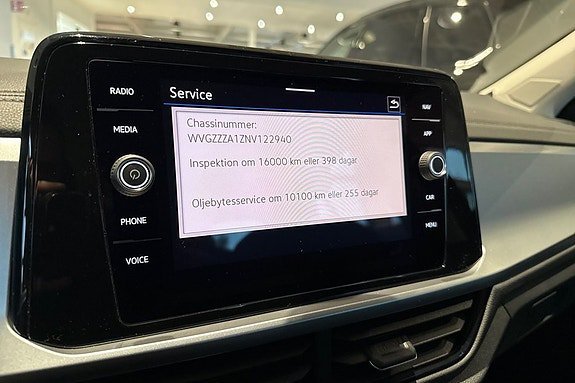 RADIO
MEDIA
PHONE
VOICE
Service
Chassinummer:
WVGZZZA1ZNV122940
Inspektion om 16000 km eller 398 dagar
Oljebytesservice om 10100 km eller 255 dagar
NAV
APP
CAR
MENU